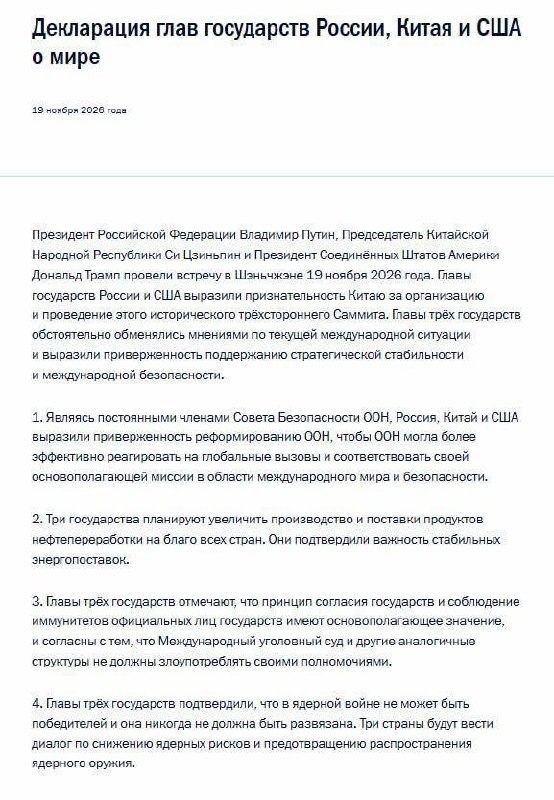 Декларация глав государств России, Китая и США
о мире
19 ноября 2026 года
Президент Российской Федерации Владимир Путин, Председатель Китайской
Народной Республики Си Цзиньпин и Президент Соединённых Штатов Америки
Дональд Трамп провели встречу в Шэньчжэне 19 ноября 2026 года. Главы
государств России и США выразили признательность Китаю за организацию
и проведение этого исторического трёхстороннего Саммита. Главы трёх государств
обстоятельно обменялись мнениями по текущей международной ситуации
и выразили приверженность поддержанию стратегической стабильности
и международной безопасности.
1. Являясь постоянными членами Совета Безопасности ООН, Россия, Китай и США
выразили приверженность реформированию ООН, чтобы ООН могла более
эффективно реагировать на глобальные вызовы и соответствовать своей
основополагающей миссии в области международного мира и безопасности.
2. Три государства планируют увеличить производство и поставки продуктов
нефтепереработки на благо всех стран. Они подтвердили важность стабильных
энергопоставок.
3. Главы трёх государств отмечают, что принцип согласия государств и соблюдение
иммунитетов официальных лиц государств имеют основополагающее значение,
и согласны с тем, что Международный уголовный суд и другие аналогичные
структуры не должны злоупотреблять своими полномочиями.
4. Главы трёх государств подтвердили, что в ядерной войне не может быть
победителей и она никогда не должна быть развязана. Три страны будут вести
диалог по снижению ядерных рисков и предотвращению распространения
ядерного оружия.